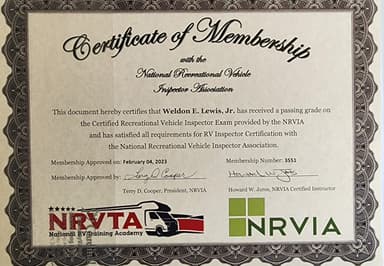 Certificate of Membership
with the
National Recreational Vehicle
Inspector Association
This document hereby certifies that Weldon E. Lewis, Jr. has received a passing grade on
the Certified Recreational Vehicle Inspector Exam provided by the NRVIA
and has satisfied all requirements for RV Inspector Certification with the
National Recreational Vehicle Inspector Association.
Membership Approved on: February 04, 2023 Membership Number: 3551
Membership Approved by: Terry D. Cooper
Terry D. Cooper, President, NRVIA Howard W. Jaros, NRVIA Certified Instructor
NRVTA
National RV Training Academy
NRVIA